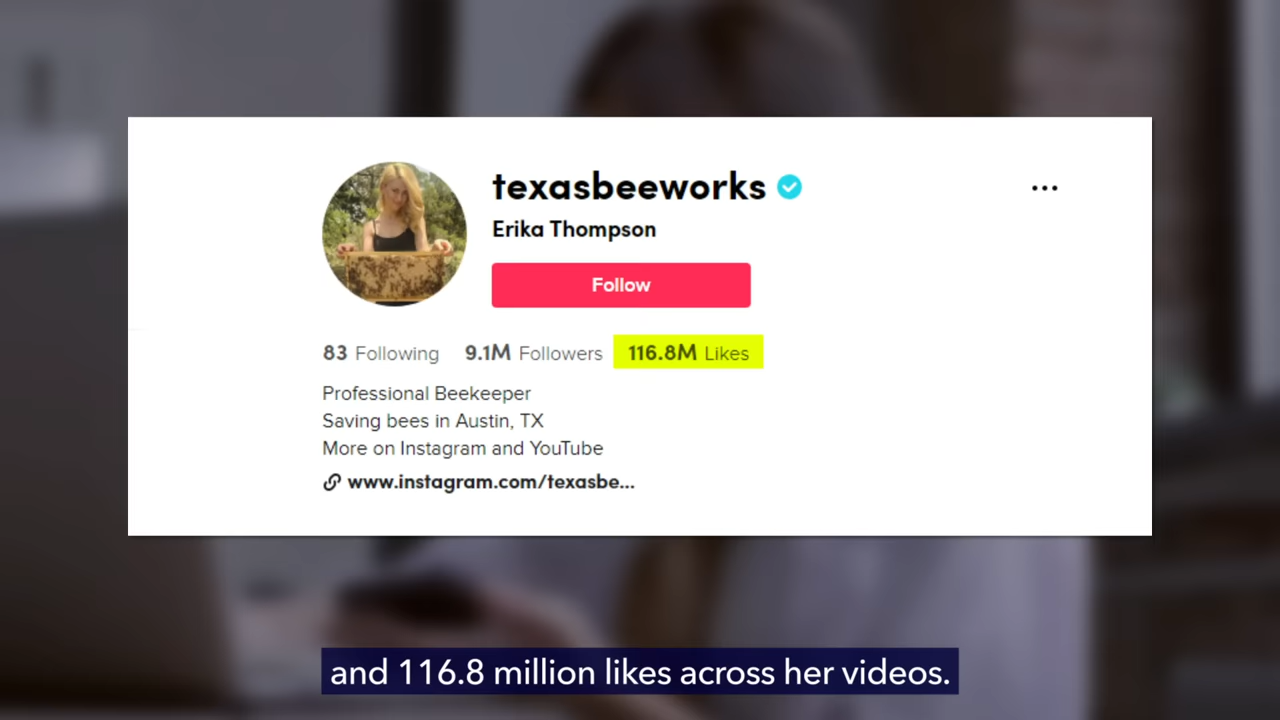 texasbeeworks
Erika Thompson
Follow
83 Following 9.1M Followers 116.8M Likes
Professional Beekeeper
Saving bees in Austin, TX
More on Instagram and YouTube
www.instagram.com/texasbe...
and 116.8 million likes across her videos.